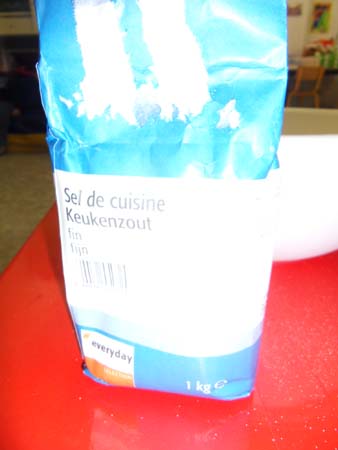 Sel de cuisine
Keukenzout
fin
fijn
everyday
1 kg ℮